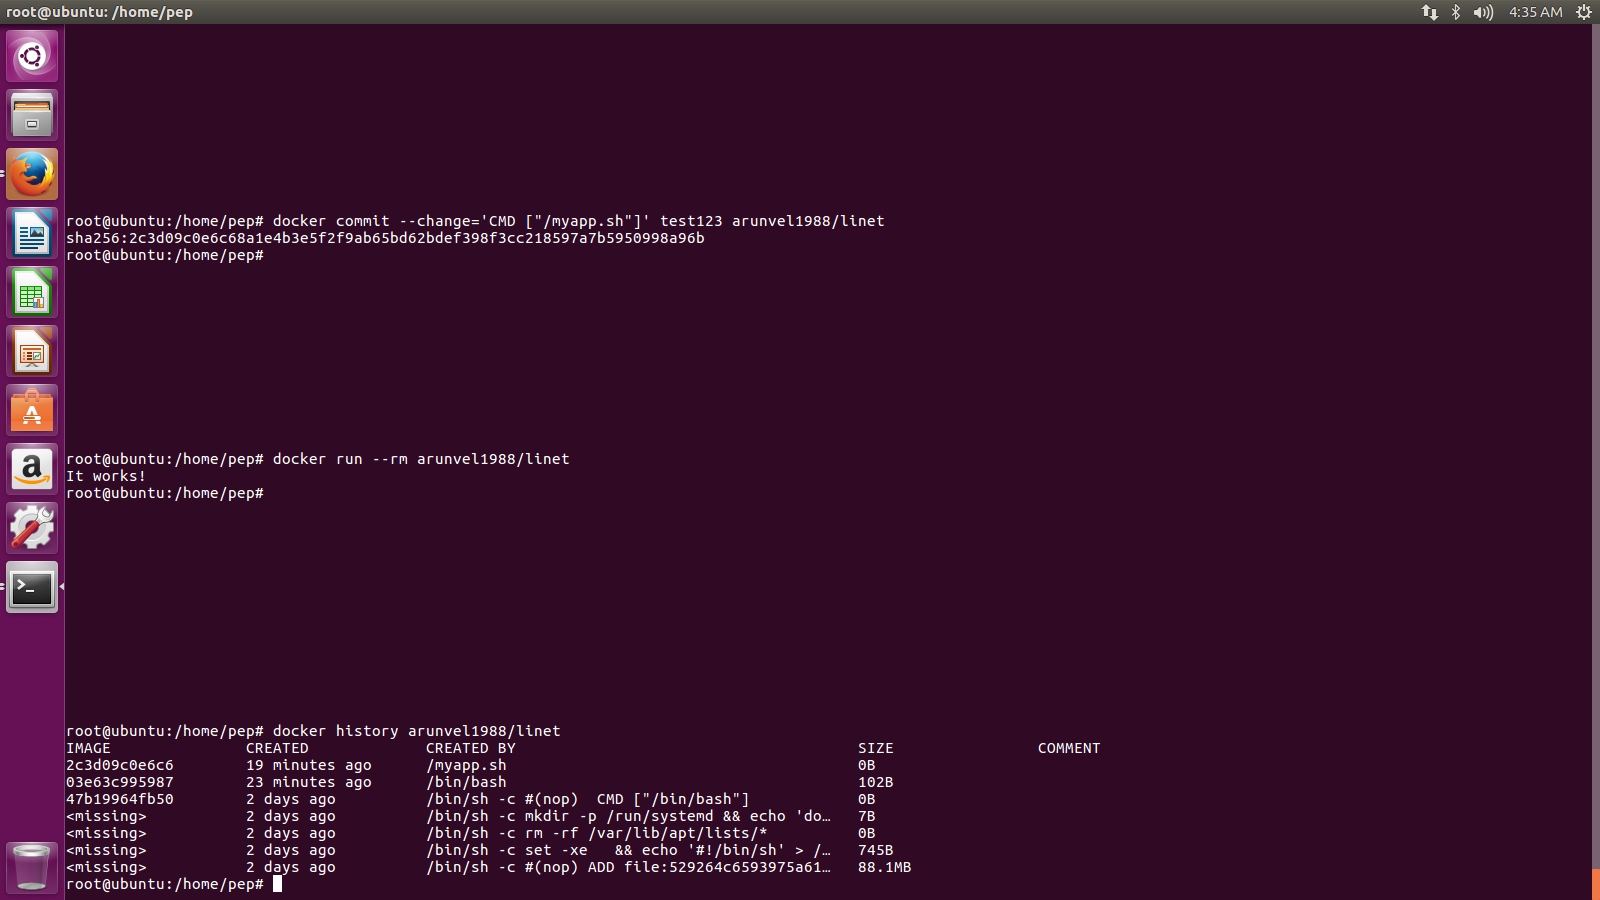 root@ubuntu: /home/pep
4:35 AM
root@ubuntu:/home/pep# docker commit --change='CMD ["/myapp.sh"]' test123 arunvel1988/linet
sha256:2c3d09c0e6c68a1e4b3e5f2f9ab65bd62bdef398f3cc218597a7b5950998a96b
root@ubuntu:/home/pep#
root@ubuntu:/home/pep# docker run --rm arunvel1988/linet
It works!
root@ubuntu:/home/pep#
root@ubuntu:/home/pep# docker history arunvel1988/linet
IMAGE CREATED CREATED BY SIZE COMMENT
2c3d09c0e6c6 19 minutes ago /myapp.sh 0B
03e63c995987 23 minutes ago /bin/bash 102B
47b19964fb50 2 days ago /bin/sh -c #(nop)  CMD ["/bin/bash"] 0B
<missing> 2 days ago /bin/sh -c mkdir -p /run/systemd && echo 'do… 7B
<missing> 2 days ago /bin/sh -c rm -rf /var/lib/apt/lists/* 0B
<missing> 2 days ago /bin/sh -c set -xe   && echo '#!/bin/sh' > /… 745B
<missing> 2 days ago /bin/sh -c #(nop) ADD file:529264c6593975a61… 88.1MB
root@ubuntu:/home/pep#